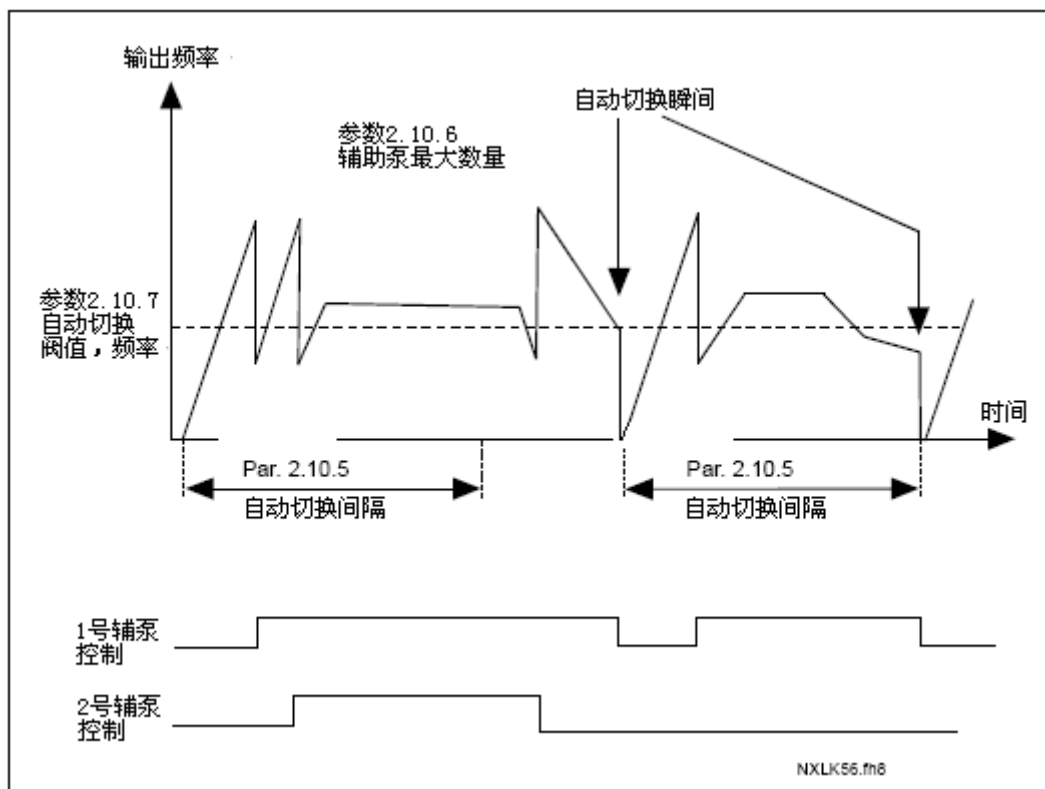 输出频率
自动切换瞬间
参数2.10.6
辅助泵最大数量
参数2.10.7
自动切换
阀值，频率
时间
Par. 2.10.5
自动切换间隔
Par. 2.10.5
自动切换间隔
1号辅泵
控制
2号辅泵
控制
NXLK56.fh8